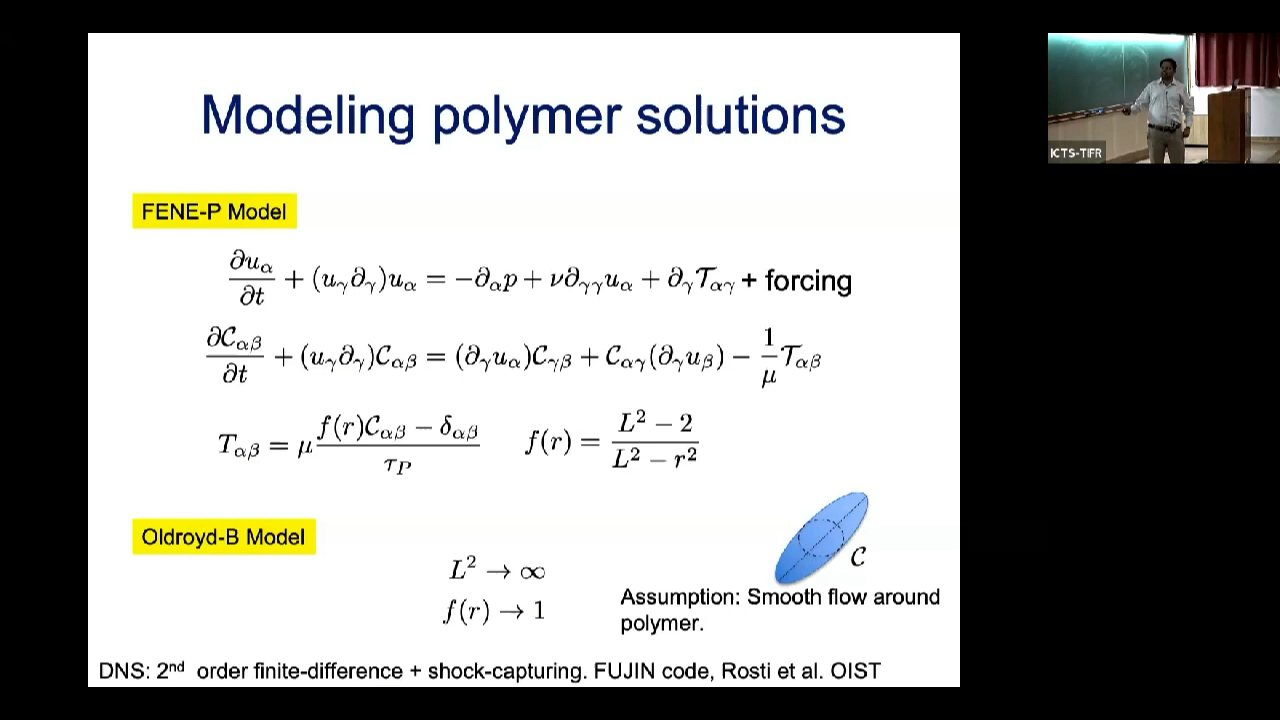 Modeling polymer solutions
ICTS-TIFR
FENE-P Model
∂u_α/∂t + (u_γ∂_γ)u_α = −∂_αp + ν∂_γγu_α + ∂_γ𝒯_αγ + forcing
∂𝒞_αβ/∂t + (u_γ∂_γ)𝒞_αβ = (∂_γu_α)𝒞_γβ + 𝒞_αγ(∂_γu_β) − 1/μ 𝒯_αβ
T_αβ = μ (f(r)𝒞_αβ − δ_αβ)/τ_P   f(r) = (L² − 2)/(L² − r²)
Oldroyd-B Model
L² → ∞
f(r) → 1
𝒞
Assumption: Smooth flow around
polymer.
DNS: 2nd order finite-difference + shock-capturing. FUJIN code, Rosti et al. OIST